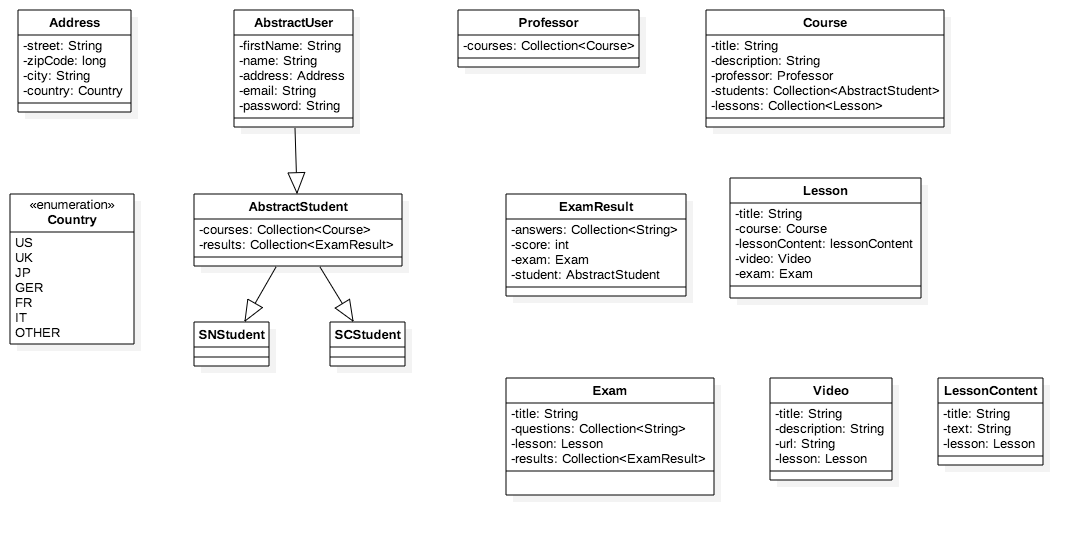 Address
-street: String
-zipCode: long
-city: String
-country: Country
AbstractUser
-firstName: String
-name: String
-address: Address
-email: String
-password: String
Professor
-courses: Collection<Course>
Course
-title: String
-description: String
-professor: Professor
-students: Collection<AbstractStudent>
-lessons: Collection<Lesson>
«enumeration»
Country
US
UK
JP
GER
FR
IT
OTHER
AbstractStudent
-courses: Collection<Course>
-results: Collection<ExamResult>
ExamResult
-answers: Collection<String>
-score: int
-exam: Exam
-student: AbstractStudent
Lesson
-title: String
-course: Course
-lessonContent: lessonContent
-video: Video
-exam: Exam
SNStudent
SCStudent
Exam
-title: String
-questions: Collection<String>
-lesson: Lesson
-results: Collection<ExamResult>
Video
-title: String
-description: String
-url: String
-lesson: Lesson
LessonContent
-title: String
-text: String
-lesson: Lesson